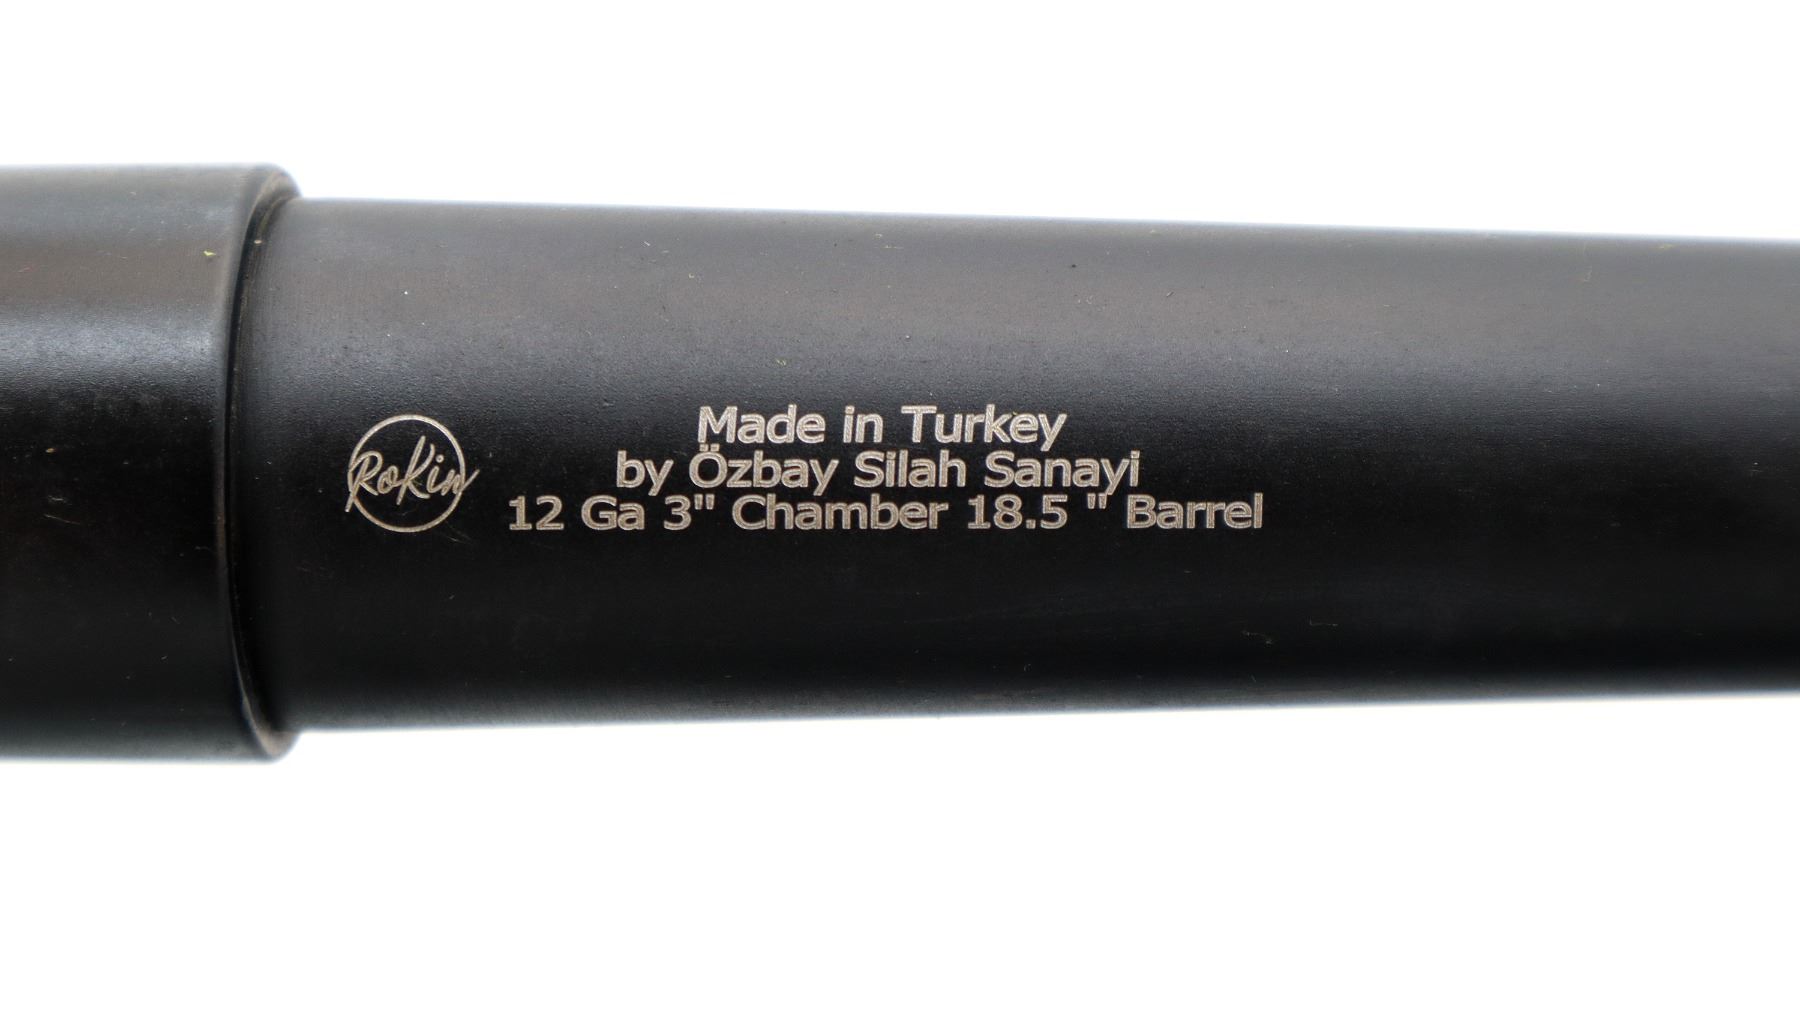 RoKin
Made in Turkey
by Özbay Silah Sanayi
12 Ga 3" Chamber 18.5 " Barrel